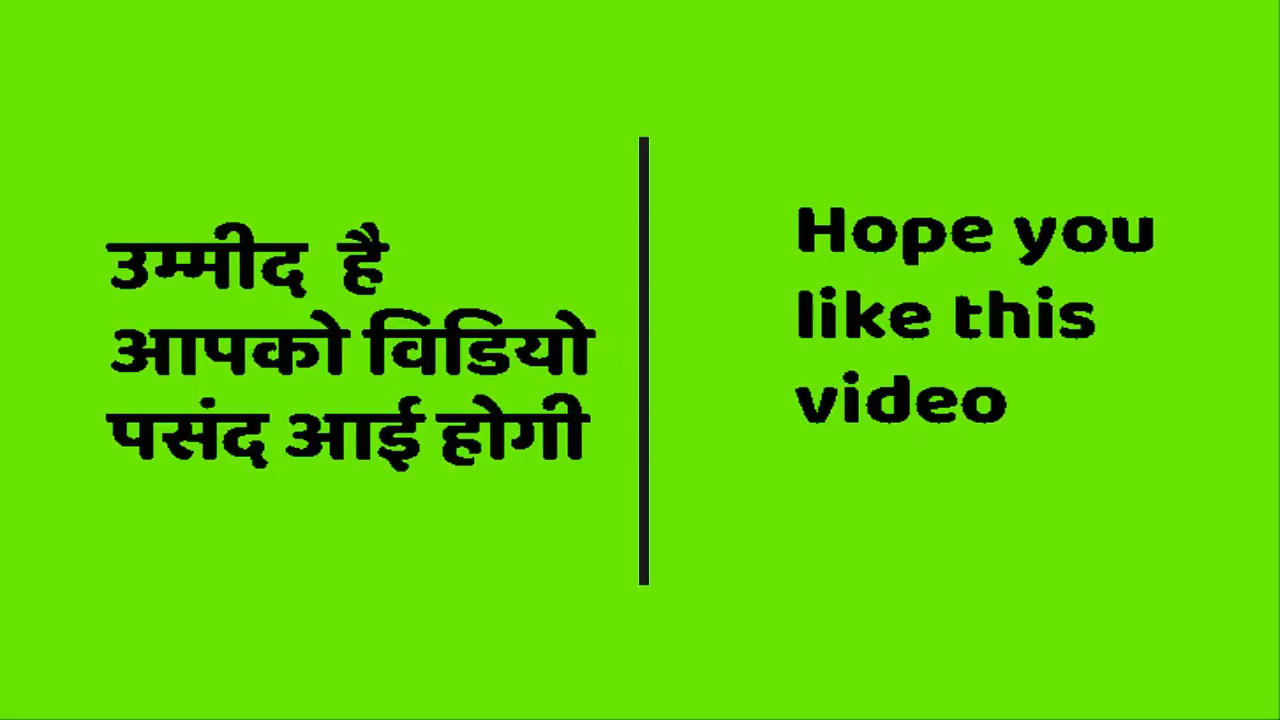 उम्मीद है
आपको विडियो
पसंद आई होगी
Hope you
like this
video